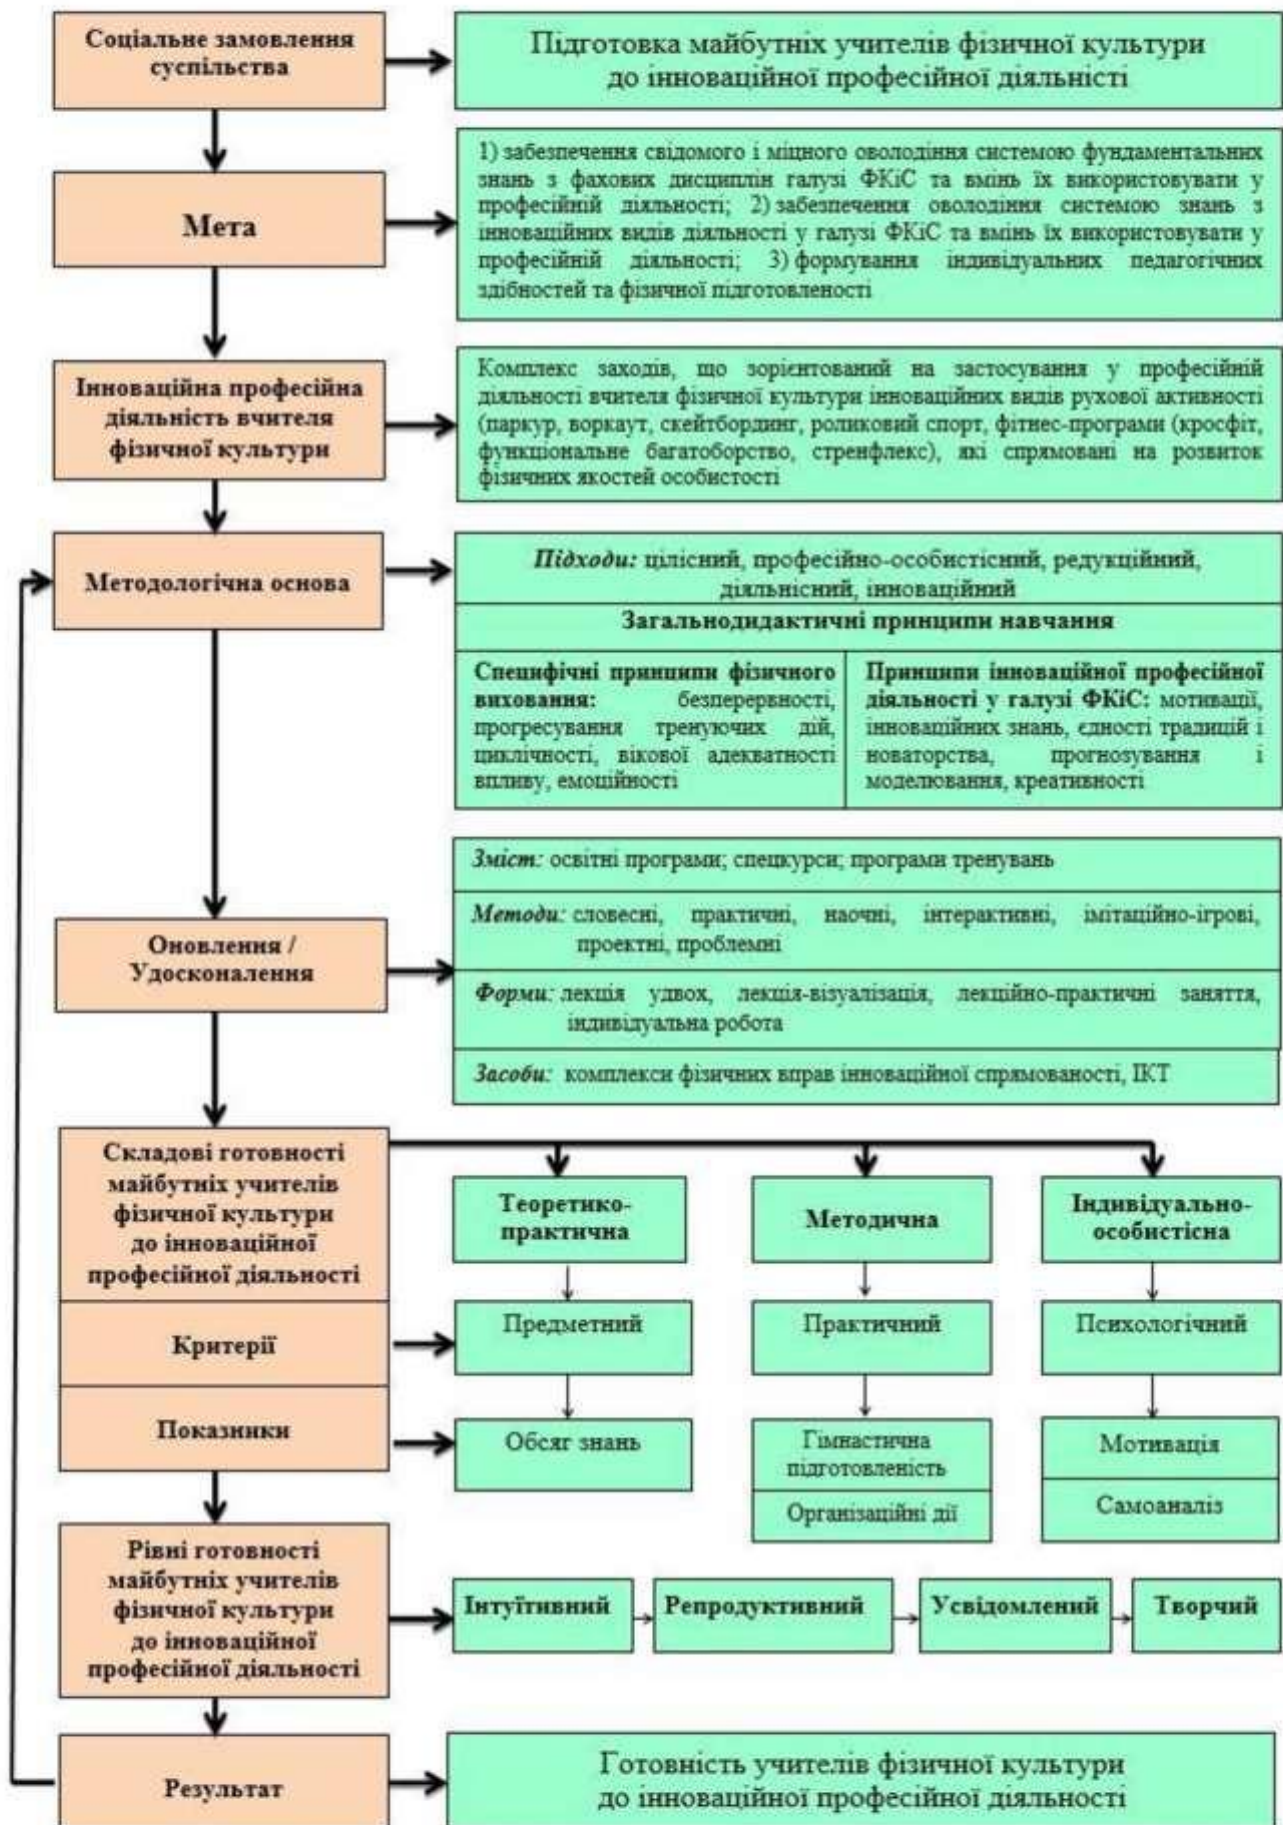 Соціальне замовлення
суспільства
Підготовка майбутніх учителів фізичної культури
до інноваційної професійної діяльністі
Мета
1) забезпечення свідомого і міцного оволодіння системою фундаментальних
знань з фахових дисциплін галузі ФКіС та вмінь їх використовувати у
професійній діяльності; 2) забезпечення оволодіння системою знань з
інноваційних видів діяльності у галузі ФКіС та вмінь їх використовувати у
професійній діяльності; 3) формування індивідуальних педагогічних
здібностей та фізичної підготовленості
Інноваційна професійна
діяльність вчителя
фізичної культури
Комплекс заходів, що зорієнтований на застосування у професійній
діяльності вчителя фізичної культури інноваційних видів рухової активності
(паркур, воркаут, скейтбординг, роликовий спорт, фітнес-програми (кросфіт,
функціональне багатоборство, стренфлекс), які спрямовані на розвиток
фізичних якостей особистості
Методологічна основа
Підходи: цілісний, професійно-особистісний, редукційний,
діяльнісний, інноваційний
Загальнодидактичні принципи навчання
Специфічні принципи фізичного
виховання: безперервності,
прогресування тренуючих дій,
циклічності, вікової адекватності
впливу, емоційності
Принципи інноваційної професійної
діяльності у галузі ФКіС: мотивації,
інноваційних знань, єдності традицій і
новаторства, прогнозування і
моделювання, креативності
Оновлення /
Удосконалення
Зміст: освітні програми; спецкурси; програми тренувань
Методи: словесні, практичні, наочні, інтерактивні, імітаційно-ігрові,
проектні, проблемні
Форми: лекція удвох, лекція-візуалізація, лекційно-практичні заняття,
індивідуальна робота
Засоби: комплекси фізичних вправ інноваційної спрямованості, ІКТ
Складові готовності
майбутніх учителів
фізичної культури
до інноваційної
професійної діяльності
Теоретико-
практична
Методична
Індивідуально-
особистісна
Критерії
Предметний
Практичний
Психологічний
Показники
Обсяг знань
Гімнастична
підготовленість
Організаційні дії
Мотивація
Самоаналіз
Рівні готовності
майбутніх учителів
фізичної культури
до інноваційної
професійної діяльності
Інтуїтивний
Репродуктивний
Усвідомлений
Творчий
Результат
Готовність учителів фізичної культури
до інноваційної професійної діяльності